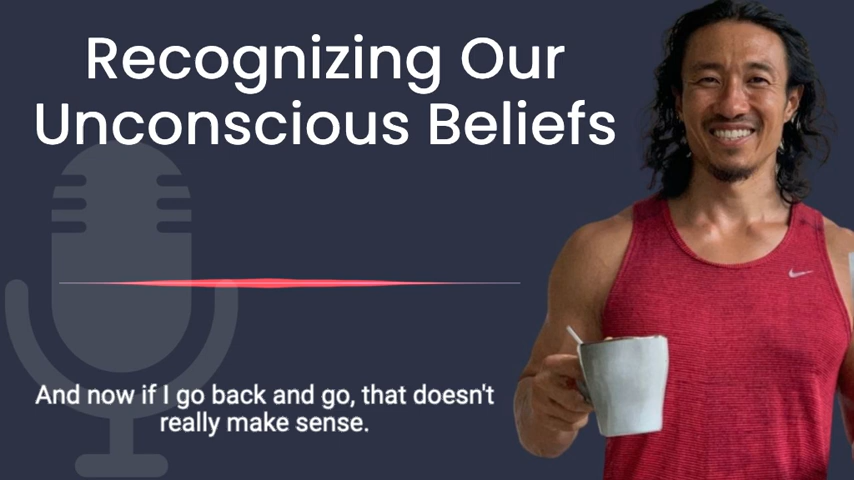 Recognizing Our
Unconscious Beliefs
And now if I go back and go, that doesn't
really make sense.